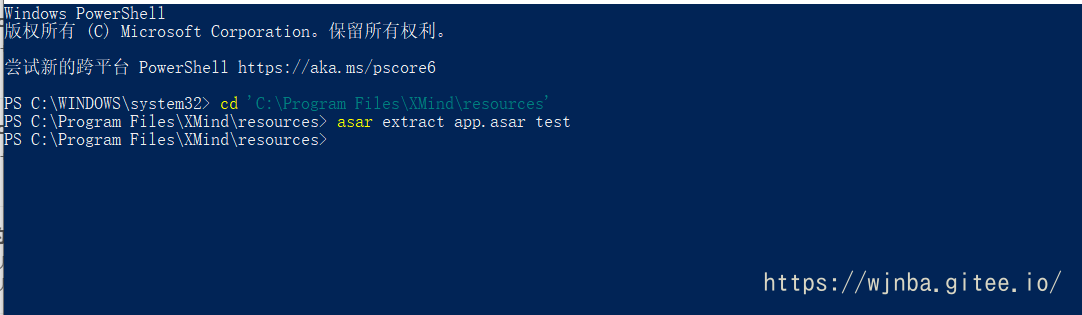 Windows PowerShell
版权所有 (C) Microsoft Corporation。保留所有权利。
尝试新的跨平台 PowerShell https://aka.ms/pscore6
PS C:\WINDOWS\system32> cd 'C:\Program Files\XMind\resources'
PS C:\Program Files\XMind\resources> asar extract app.asar test
PS C:\Program Files\XMind\resources>
https://wjnba.gitee.io/